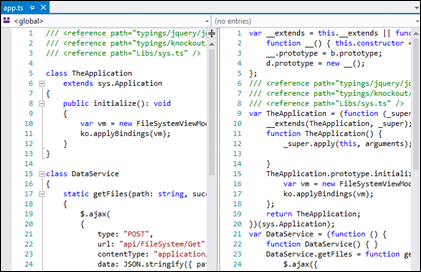 app.ts
<global>
(no entries)
1 /// <reference path="typings/jquery/jq
2 /// <reference path="typings/knockout/
3 /// <reference path="Libs/sys.ts" />
4
5 class TheApplication
6 extends sys.Application
7 {
8 public initialize(): void
9 {
10 var vm = new FileSystemViewMod
11 ko.applyBindings(vm);
12 }
13 }
14
15 class DataService
16 {
17 static getFiles(path: string, succ
18 {
19 $.ajax(
20 {
21 type: "POST",
22 url: "api/FileSystem/Get",
23 contentType: "application/
24 data: JSON.stringify({ pat
1 var __extends = this.__extends || func
2 function __() { this.constructor =
3 __.prototype = b.prototype;
4 d.prototype = new __();
5 };
6 /// <reference path="typings/jquery/jq
7 /// <reference path="typings/knockout/
8 /// <reference path="Libs/sys.ts" />
9 var TheApplication = (function (_super
10 __extends(TheApplication, _super);
11 function TheApplication() {
12 _super.apply(this, arguments);
13
14 }
15 TheApplication.prototype.initializ
16 var vm = new FileSystemViewMod
17 ko.applyBindings(vm);
18 };
19 return TheApplication;
20 })(sys.Application);
21 var DataService = (function () {
22 function DataService() { }
23 DataService.getFiles = function ge
24 $.ajax({